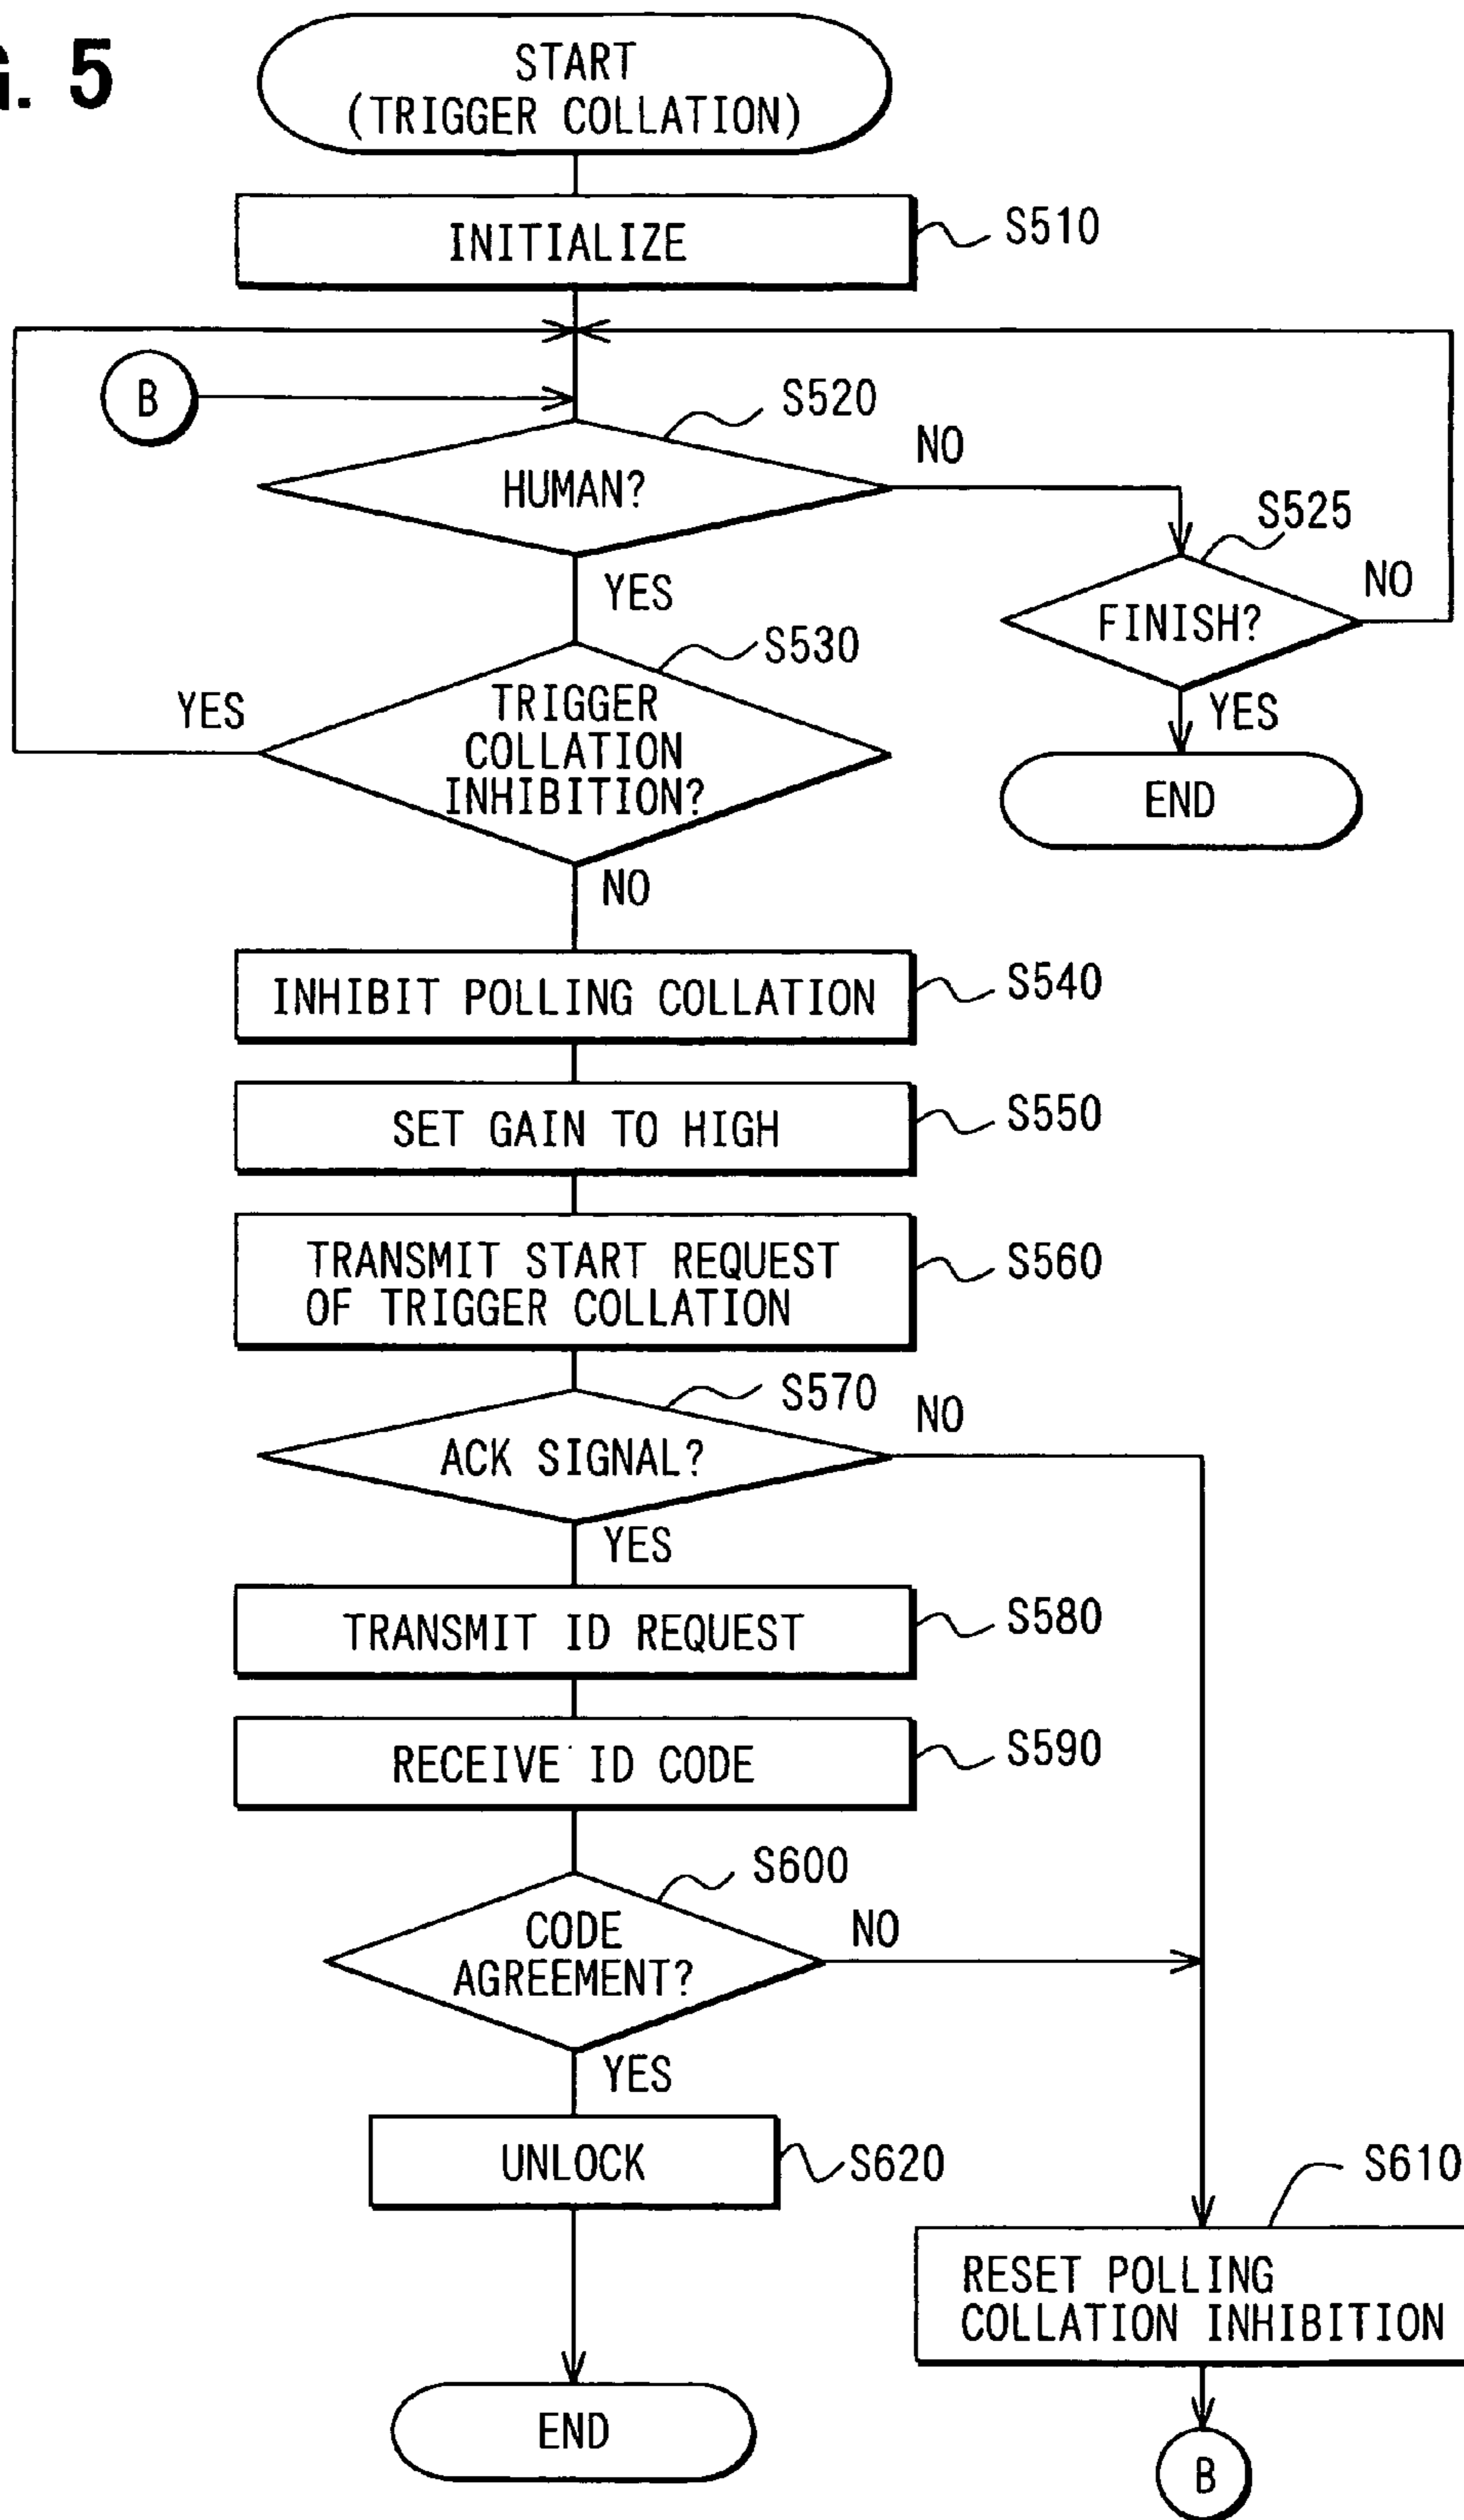 . 5
START
(TRIGGER COLLATION)
INITIALIZE
S510
B
S520
HUMAN?
NO
S525
YES
FINISH?
NO
S530
YES
TRIGGER
COLLATION
INHIBITION?
YES
END
NO
INHIBIT POLLING COLLATION
S540
SET GAIN TO HIGH
S550
TRANSMIT START REQUEST
OF TRIGGER COLLATION
S560
S570
ACK SIGNAL?
NO
YES
TRANSMIT ID REQUEST
S580
RECEIVE ID CODE
S590
S600
CODE
AGREEMENT?
NO
YES
UNLOCK
S620
S610
RESET POLLING
COLLATION INHIBITION
END
B